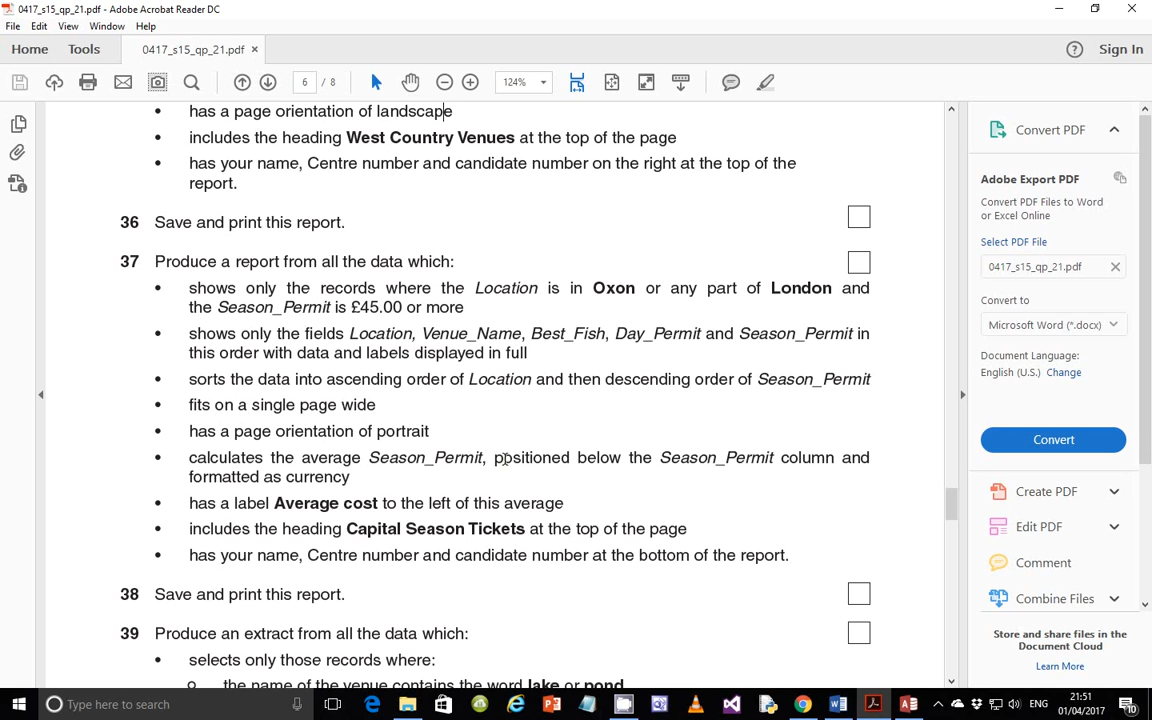 0417_s15_qp_21.pdf - Adobe Acrobat Reader DC
File Edit View Window Help
Home Tools 0417_s15_qp_21.pdf × Sign In
6 / 8 124%
• has a page orientation of landscape
• includes the heading West Country Venues at the top of the page
• has your name, Centre number and candidate number on the right at the top of the
report.
36 Save and print this report.
37 Produce a report from all the data which:
• shows only the records where the Location is in Oxon or any part of London and
the Season_Permit is £45.00 or more
• shows only the fields Location, Venue_Name, Best_Fish, Day_Permit and Season_Permit in
this order with data and labels displayed in full
• sorts the data into ascending order of Location and then descending order of Season_Permit
• fits on a single page wide
• has a page orientation of portrait
• calculates the average Season_Permit, positioned below the Season_Permit column and
formatted as currency
• has a label Average cost to the left of this average
• includes the heading Capital Season Tickets at the top of the page
• has your name, Centre number and candidate number at the bottom of the report.
38 Save and print this report.
39 Produce an extract from all the data which:
• selects only those records where:
o the name of the venue contains the word lake or pond
Convert PDF
Adobe Export PDF
Convert PDF Files to Word
or Excel Online
Select PDF File
0417_s15_qp_21.pdf ×
Convert to
Microsoft Word (*.docx)
Document Language:
English (U.S.) Change
Convert
Create PDF
Edit PDF
Comment
Combine Files
Store and share files in the
Document Cloud
Learn More
Type here to search
21:51
01/04/2017